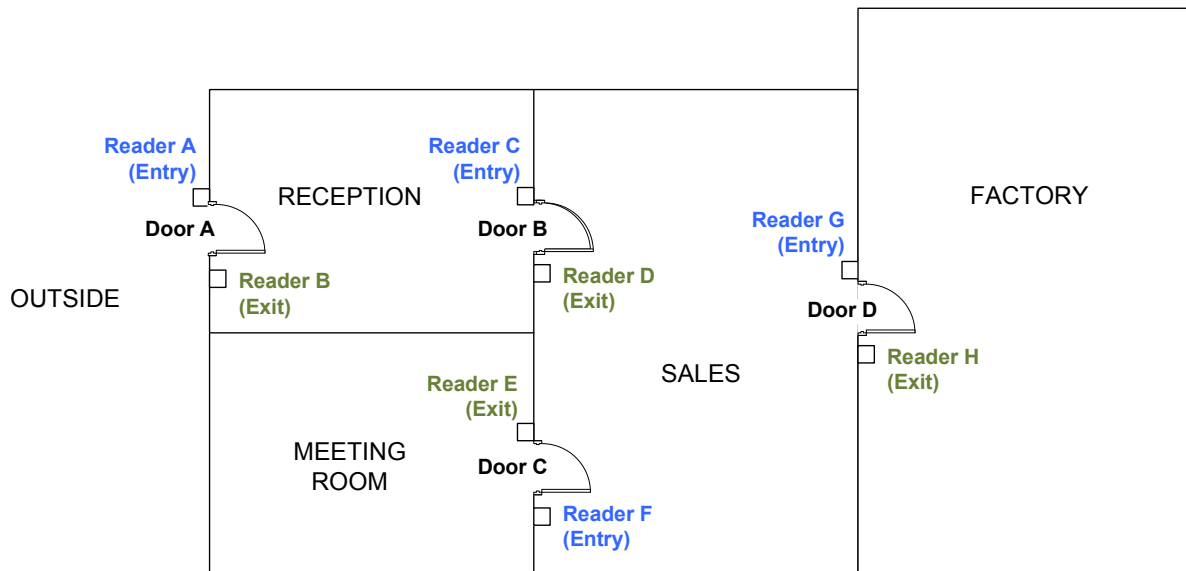 Reader A
(Entry)
Reader C
(Entry)
RECEPTION
FACTORY
Door A
Door B
Reader G
(Entry)
Reader B
(Exit)
Reader D
(Exit)
OUTSIDE
Door D
Reader H
(Exit)
SALES
Reader E
(Exit)
MEETING
ROOM
Door C
Reader F
(Entry)